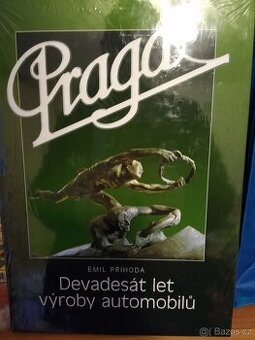 Praga
EMIL PŘÍHODA
Devadesát let
výroby automobilů
Bazos.cz